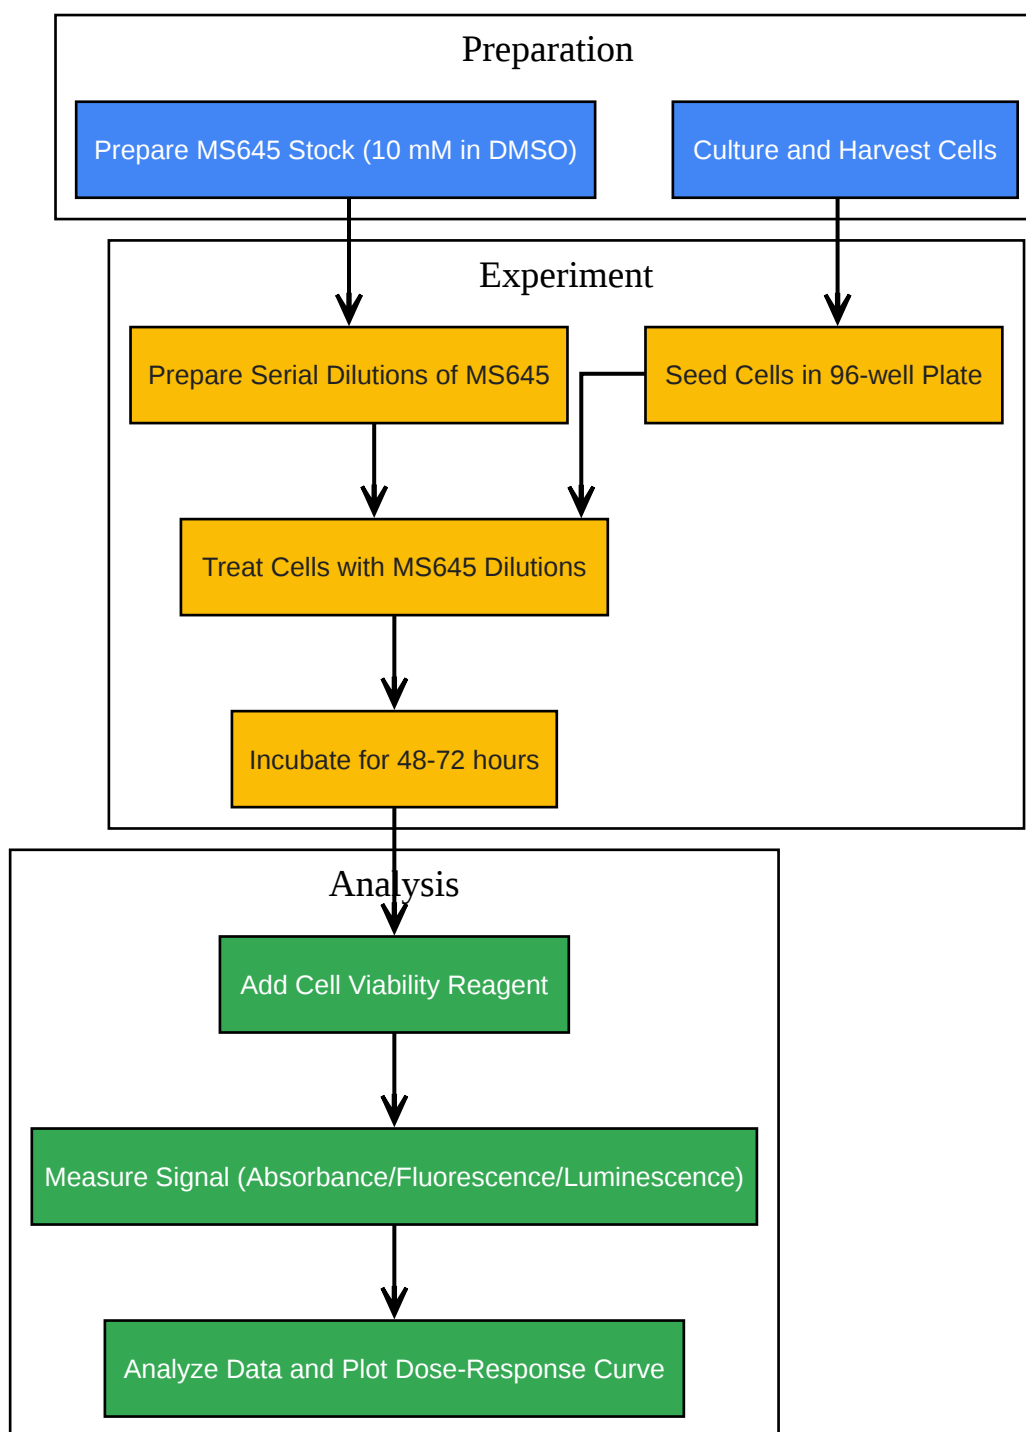 Preparation
Prepare MS645 Stock (10 mM in DMSO)
Culture and Harvest Cells
Experiment
Prepare Serial Dilutions of MS645
Seed Cells in 96-well Plate
Treat Cells with MS645 Dilutions
Incubate for 48-72 hours
Analysis
Add Cell Viability Reagent
Measure Signal (Absorbance/Fluorescence/Luminescence)
Analyze Data and Plot Dose-Response Curve